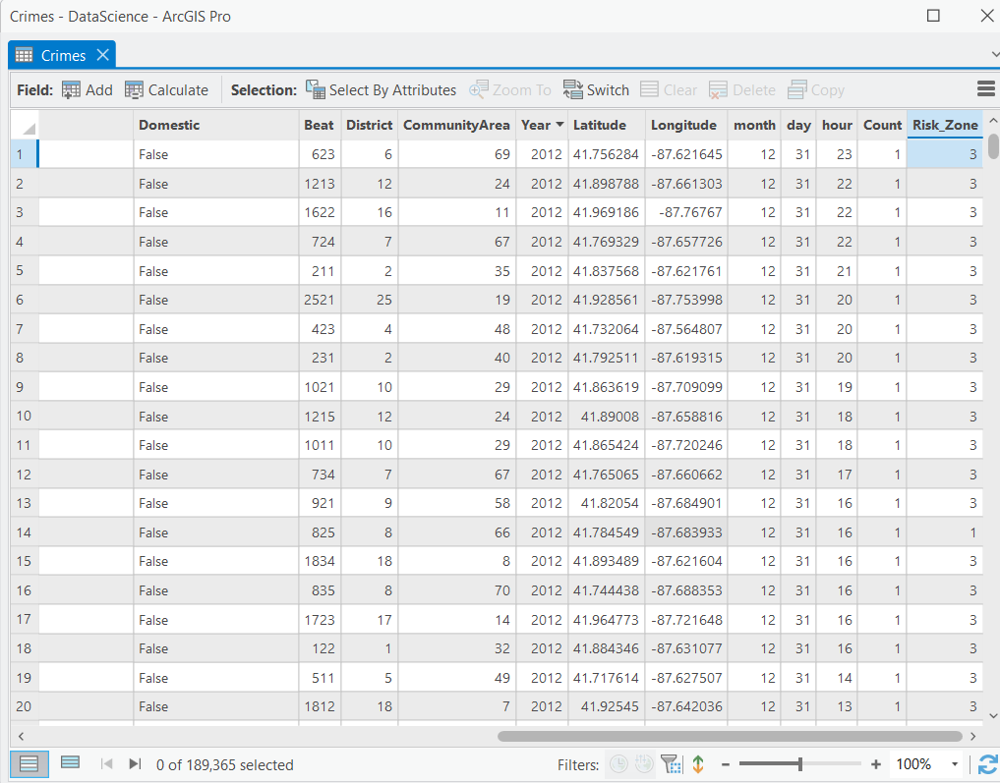 Crimes - DataScience - ArcGIS Pro
Crimes
Field: Add Calculate Selection: Select By Attributes Zoom To Switch Clear Delete Copy
Domestic Beat District CommunityArea Year Latitude Longitude month day hour Count Risk_Zone
1 False 623 6 69 2012 41.756284 -87.621645 12 31 23 1 3
2 False 1213 12 24 2012 41.898788 -87.661303 12 31 22 1 3
3 False 1622 16 11 2012 41.969186 -87.76767 12 31 22 1 3
4 False 724 7 67 2012 41.769329 -87.657726 12 31 22 1 3
5 False 211 2 35 2012 41.837568 -87.621761 12 31 21 1 3
6 False 2521 25 19 2012 41.928561 -87.753998 12 31 20 1 3
7 False 423 4 48 2012 41.732064 -87.564807 12 31 20 1 3
8 False 231 2 40 2012 41.792511 -87.619315 12 31 20 1 3
9 False 1021 10 29 2012 41.863619 -87.709099 12 31 19 1 3
10 False 1215 12 24 2012 41.89008 -87.658816 12 31 18 1 3
11 False 1011 10 29 2012 41.865424 -87.720246 12 31 18 1 3
12 False 734 7 67 2012 41.765065 -87.660662 12 31 17 1 3
13 False 921 9 58 2012 41.82054 -87.684901 12 31 16 1 3
14 False 825 8 66 2012 41.784549 -87.683933 12 31 16 1 1
15 False 1834 18 8 2012 41.893489 -87.621604 12 31 16 1 3
16 False 835 8 70 2012 41.744438 -87.688353 12 31 16 1 3
17 False 1723 17 14 2012 41.964773 -87.721648 12 31 16 1 3
18 False 122 1 32 2012 41.884346 -87.631077 12 31 16 1 3
19 False 511 5 49 2012 41.717614 -87.627507 12 31 14 1 3
20 False 1812 18 7 2012 41.92545 -87.642036 12 31 13 1 3
0 of 189,365 selected Filters: 100%